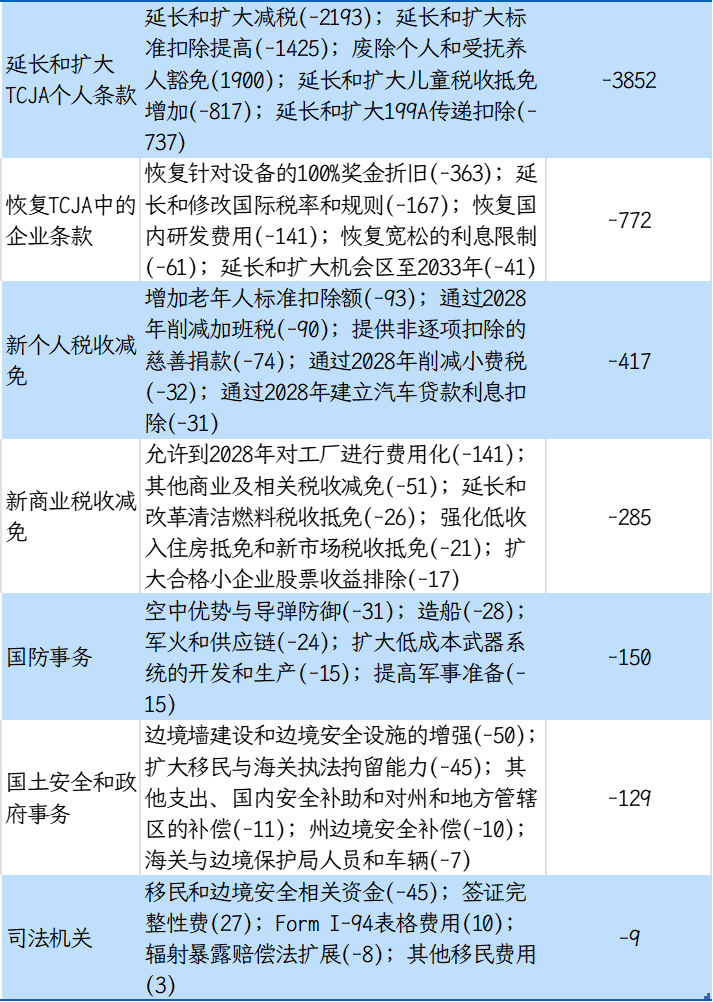 延长和扩大减税(-2193)；延长和扩大标
准扣除提高(-1425)；废除个人和受抚养
延长和扩大
人豁免(1900)；延长和扩大儿童税收抵免
-3852
TCJA个人条款
增加(-817)；延长和扩大199A传递扣除(-
737)
恢复针对设备的100%奖金折旧(-363)；延
恢复TCJA中的
长和修改国际税率和规则(-167)；恢复国
-772
企业条款
内研发费用(-141)；恢复宽松的利息限制
(-61)；延长和扩大机会区至2033年(-41)
增加老年人标准扣除额(-93)；通过2028
年削减加班税(-90)；提供非逐项扣除的
新个人税收减
慈善捐款(-74)；通过2028年削减小费税
-417
免
(-32)；通过2028年建立汽车贷款利息扣
除(-31)
允许到2028年对工厂进行费用化(-141)；
其他商业及相关税收减免(-51)；延长和
新商业税收减
改革清洁燃料税收抵免(-26)；强化低收
-285
免
入住房抵免和新市场税收抵免(-21)；扩
大合格小企业股票收益排除(-17)
空中优势与导弹防御(-31)；造船(-28)；
军火和供应链(-24)；扩大低成本武器系
国防事务
统的开发和生产(-15)；提高军事准备(-
-150
15)
边境墙建设和边境安全设施的增强(-50)；
扩大移民与海关执法拘留能力(-45)；其
国土安全和政
他支出、国内安全补助和对州和地方管辖
-129
府事务
区的补偿(-11)；州边境安全补偿(-10)；
海关与边境保护局人员和车辆(-7)
移民和边境安全相关资金(-45)；签证完
整性费(27)；Form I-94表格费用(10)；
司法机关
辐射暴露赔偿法扩展(-8)；其他移民费用
-9
(3)